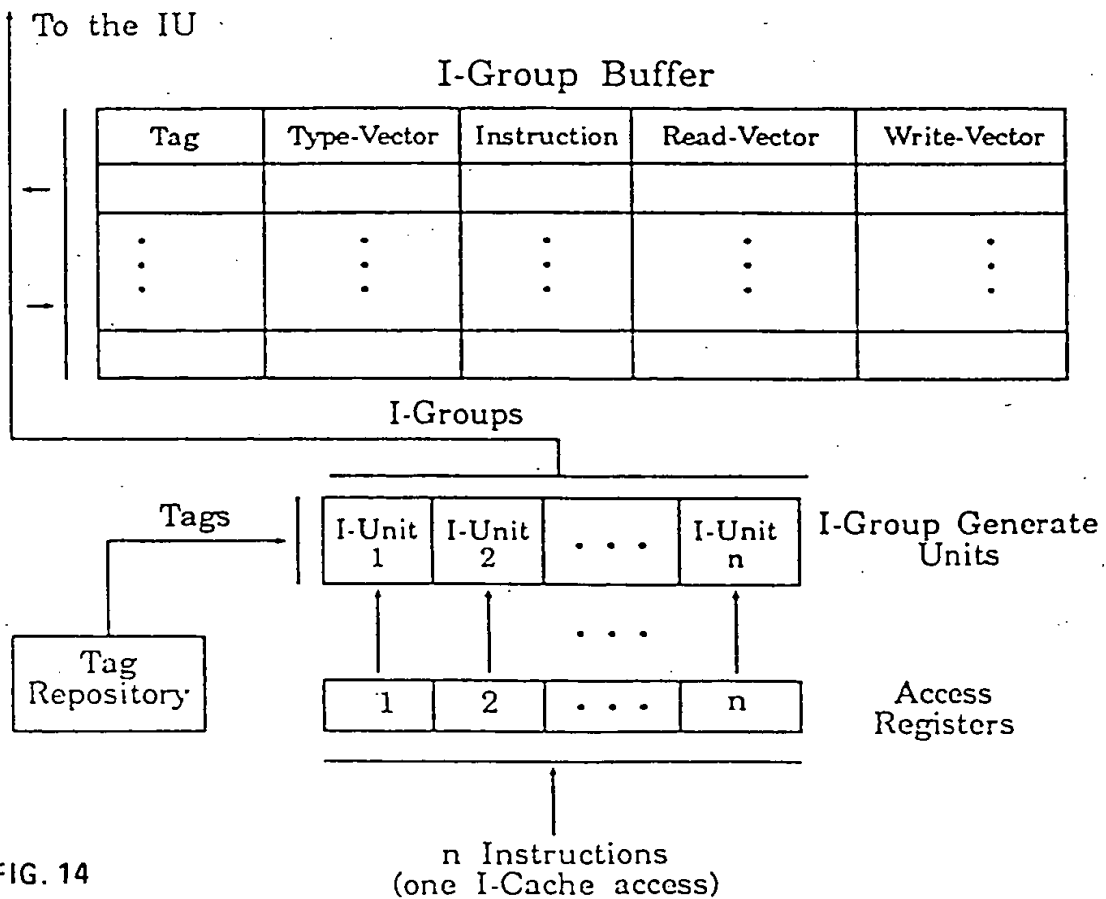 To the IU
I-Group Buffer
Tag Type-Vector Instruction Read-Vector Write-Vector
I-Groups
Tags
I-Unit 1
I-Unit 2
I-Unit n
I-Group Generate
Units
Tag
Repository
1 2 n
Access
Registers
n Instructions
(one I-Cache access)
FIG. 14